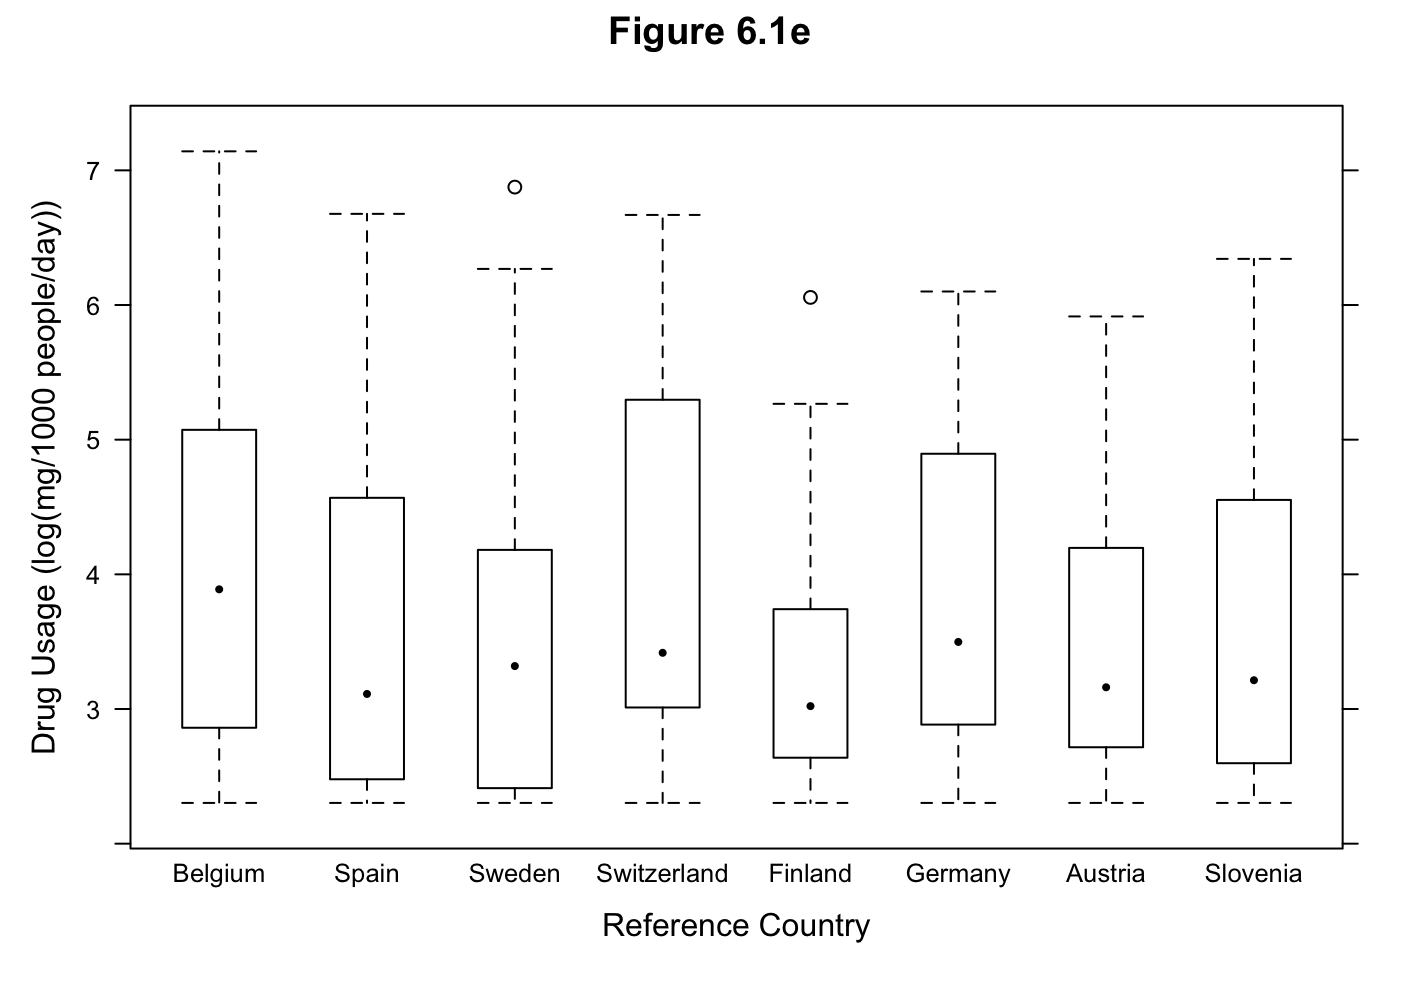 Figure 6.1e
Drug Usage (log(mg/1000 people/day))
7
6
5
4
3
Belgium Spain Sweden Switzerland Finland Germany Austria Slovenia
Reference Country